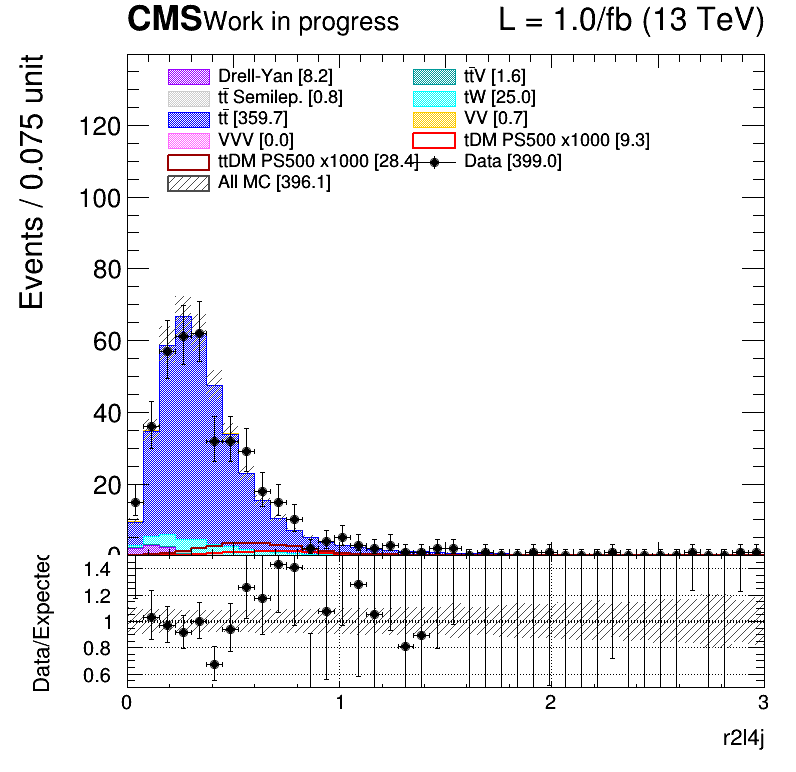 CMS Work in progress L = 1.0/fb (13 TeV)
Drell-Yan [8.2] tt̄V [1.6]
tt̄ Semilep. [0.8] tW [25.0]
tt̄ [359.7] VV [0.7]
VVV [0.0] tDM PS500 x1000 [9.3]
ttDM PS500 x1000 [28.4] Data [399.0]
All MC [396.1]
Events / 0.075 unit
120
100
80
60
40
20
0
Data/Expected
1.4
1.2
1
0.8
0.6
0 1 2 3
r2l4j